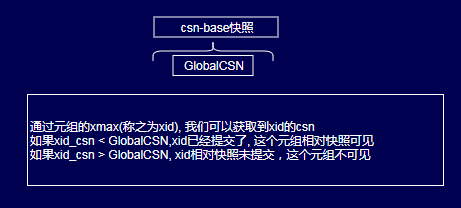 csn-base快照
GlobalCSN
通过元组的xmax(称之为xid), 我们可以获取到xid的csn
如果xid_csn < GlobalCSN,xid已经提交了, 这个元组相对快照可见
如果xid_csn > GlobalCSN, xid相对快照未提交，这个元组不可见